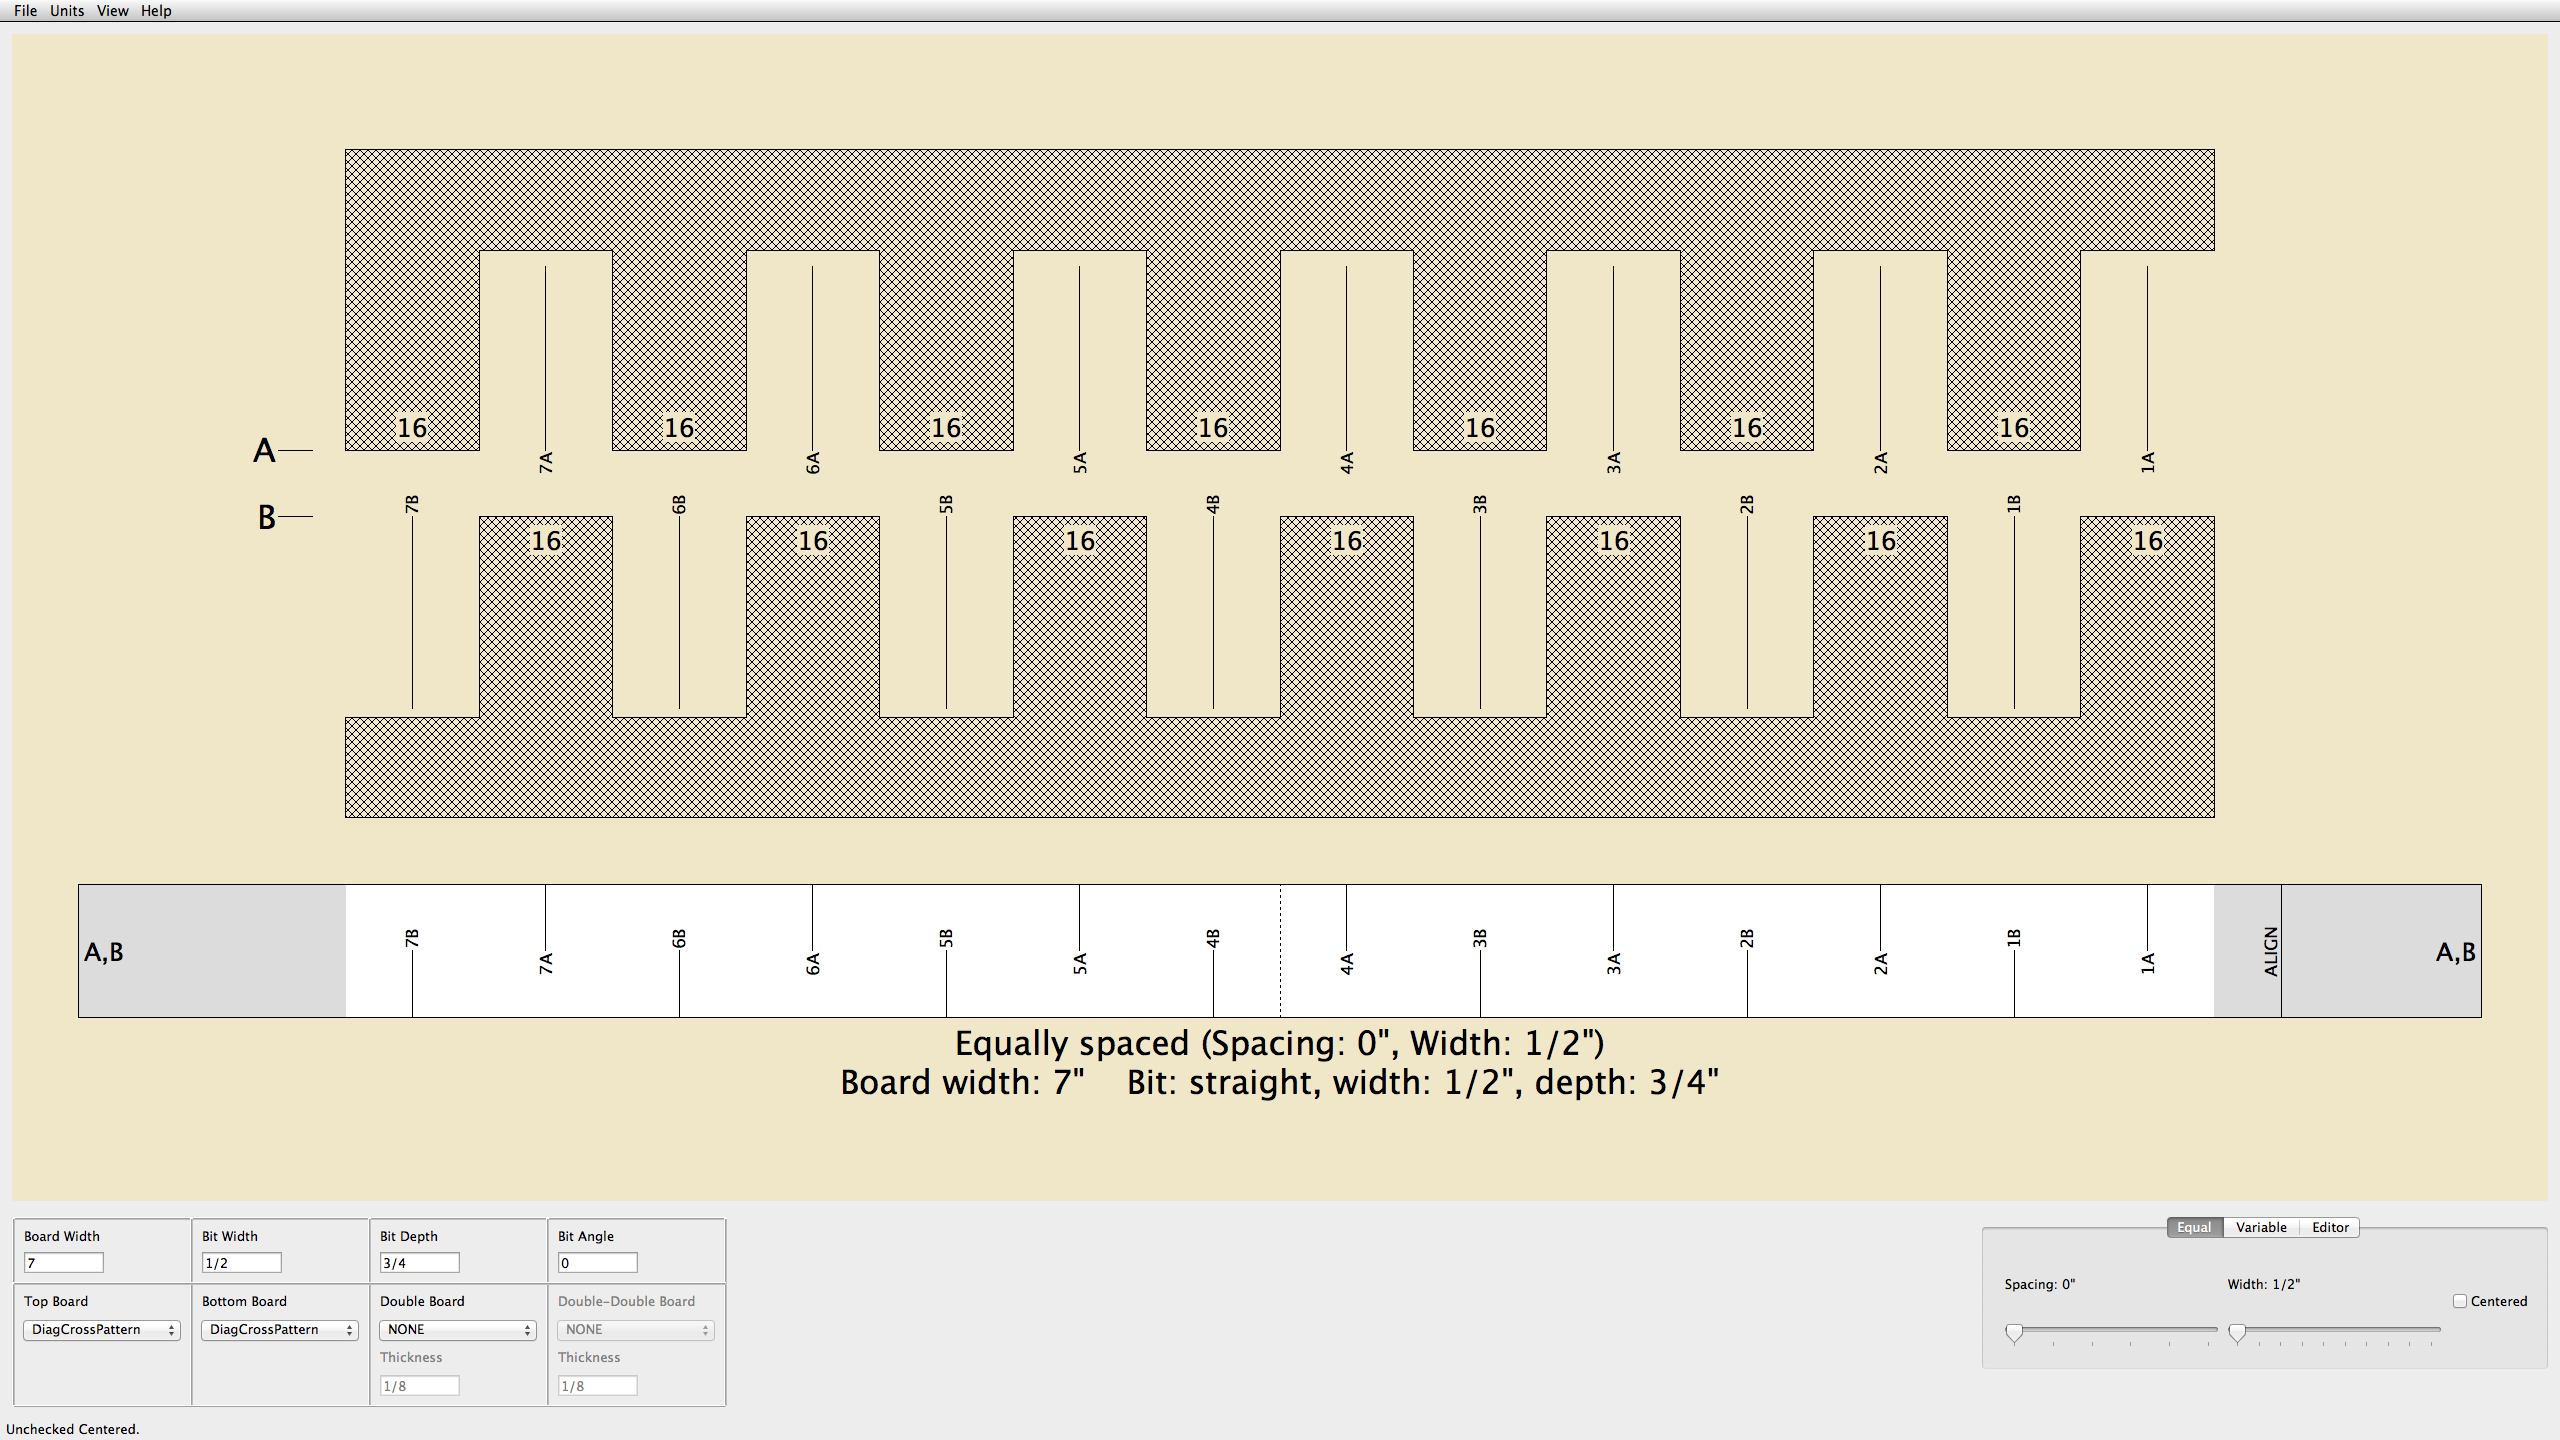 File Units View Help
16 16 16 16 16 16 16
A
7A 6A 5A 4A 3A 2A 1A
7B 6B 5B 4B 3B 2B 1B
B
16 16 16 16 16 16 16
7B 6B 5B 4B 3B 2B 1B
A,B ALIGN A,B
7A 6A 5A 4A 3A 2A 1A
Equally spaced (Spacing: 0", Width: 1/2")
Board width: 7" Bit: straight, width: 1/2", depth: 3/4"
Equal Variable Editor
Board Width Bit Width Bit Depth Bit Angle
7 1/2 3/4 0
Spacing: 0" Width: 1/2"
Top Board Bottom Board Double Board Double-Double Board
Centered
DiagCrossPattern DiagCrossPattern NONE NONE
Thickness Thickness
1/8 1/8
Unchecked Centered.